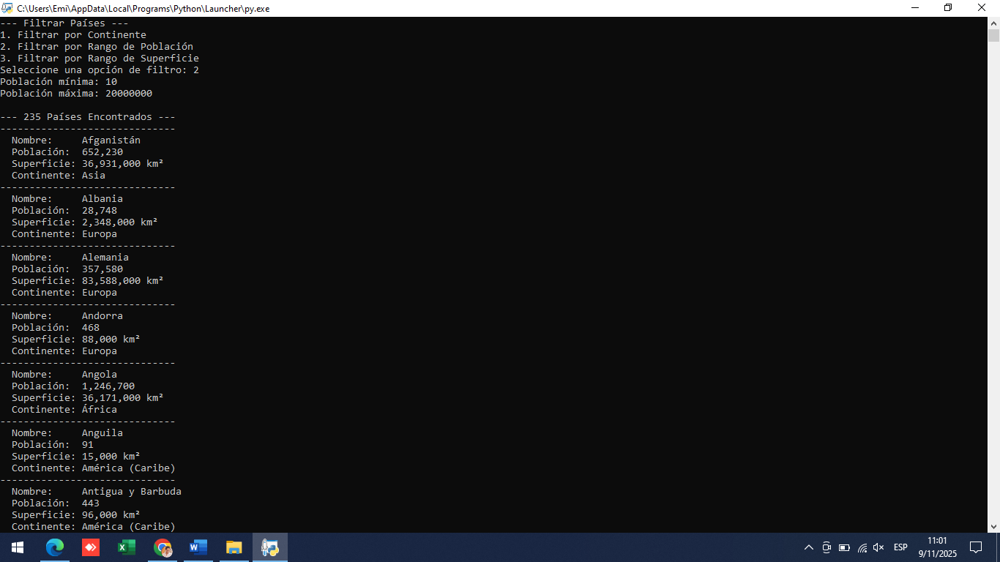 C:\Users\Emi\AppData\Local\Programs\Python\Launcher\py.exe
--- Filtrar Países ---
1. Filtrar por Continente
2. Filtrar por Rango de Población
3. Filtrar por Rango de Superficie
Seleccione una opción de filtro: 2
Población mínima: 10
Población máxima: 20000000
--- 235 Países Encontrados ---
------------------------------
Nombre:     Afganistán
Población:  652,230
Superficie: 36,931,000 km²
Continente: Asia
------------------------------
Nombre:     Albania
Población:  28,748
Superficie: 2,348,000 km²
Continente: Europa
------------------------------
Nombre:     Alemania
Población:  357,580
Superficie: 83,588,000 km²
Continente: Europa
------------------------------
Nombre:     Andorra
Población:  468
Superficie: 88,000 km²
Continente: Europa
------------------------------
Nombre:     Angola
Población:  1,246,700
Superficie: 36,171,000 km²
Continente: África
------------------------------
Nombre:     Anguila
Población:  91
Superficie: 15,000 km²
Continente: América (Caribe)
------------------------------
Nombre:     Antigua y Barbuda
Población:  443
Superficie: 96,000 km²
Continente: América (Caribe)
ESP
11:01
9/11/2025